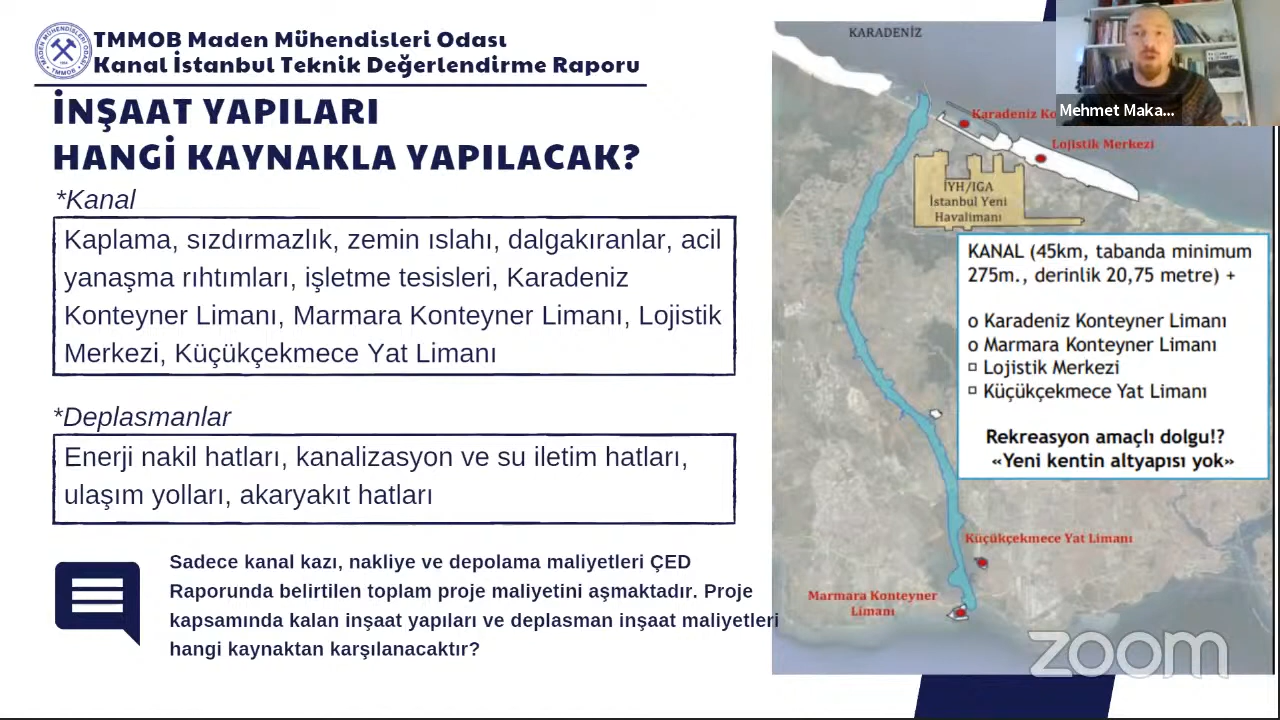 TMMOB Maden Mühendisleri Odası
Kanal İstanbul Teknik Değerlendirme Raporu
İNŞAAT YAPILARI
HANGİ KAYNAKLA YAPILACAK?
*Kanal
Kaplama, sızdırmazlık, zemin ıslahı, dalgakıranlar, acil
yanaşma rıhtımları, işletme tesisleri, Karadeniz
Konteyner Limanı, Marmara Konteyner Limanı, Lojistik
Merkezi, Küçükçekmece Yat Limanı
*Deplasmanlar
Enerji nakil hatları, kanalizasyon ve su iletim hatları,
ulaşım yolları, akaryakıt hatları
Sadece kanal kazı, nakliye ve depolama maliyetleri ÇED
Raporunda belirtilen toplam proje maliyetini aşmaktadır. Proje
kapsamında kalan inşaat yapıları ve deplasman inşaat maliyetleri
hangi kaynaktan karşılanacaktır?
KARADENİZ
Mehmet Maka...
Karadeniz
Lojistik Merkezi
İYH/IGA
İstanbul Yeni
Havalimanı
KANAL (45km, tabanda minimum
275m., derinlik 20,75 metre) +
o Karadeniz Konteyner Limanı
o Marmara Konteyner Limanı
▫ Lojistik Merkezi
▫ Küçükçekmece Yat Limanı
Rekreasyon amaçlı dolgu!?
«Yeni kentin altyapısı yok»
Küçükçekmece Yat Limanı
Marmara Konteyner
Limanı
zoom